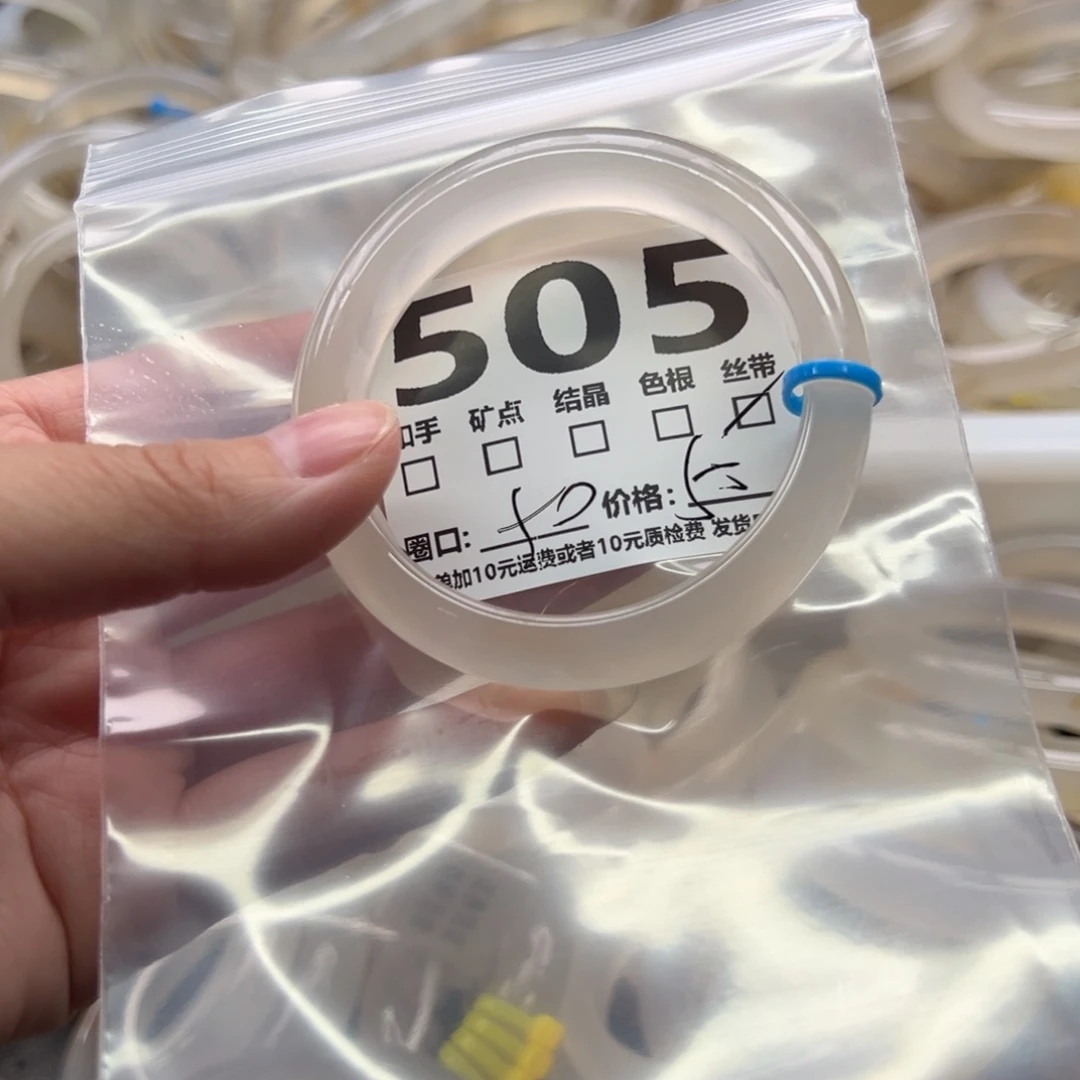 505
手 矿点 结晶 色根 丝带
圈口: 价格:
单加10元运费或者10元质检费 发货